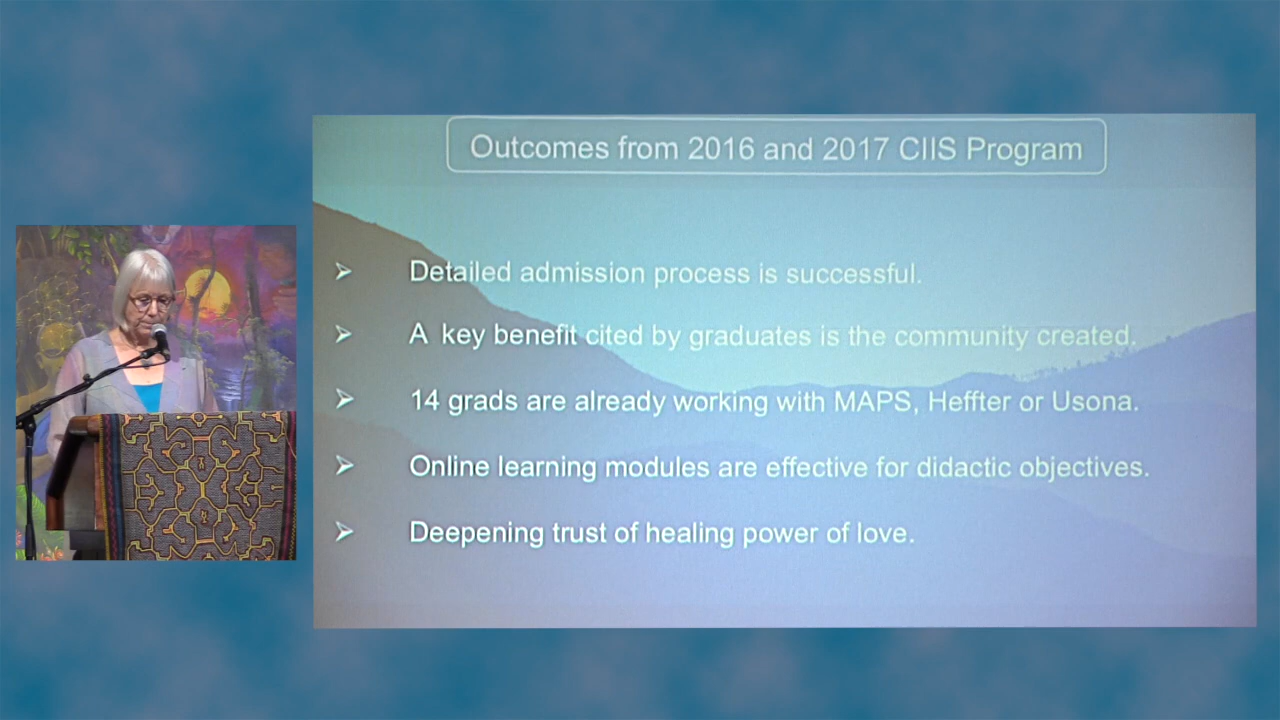 Outcomes from 2016 and 2017 CIIS Program
Detailed admission process is successful.
A key benefit cited by graduates is the community created.
14 grads are already working with MAPS, Heffter or Usona.
Online learning modules are effective for didactic objectives.
Deepening trust of healing power of love.